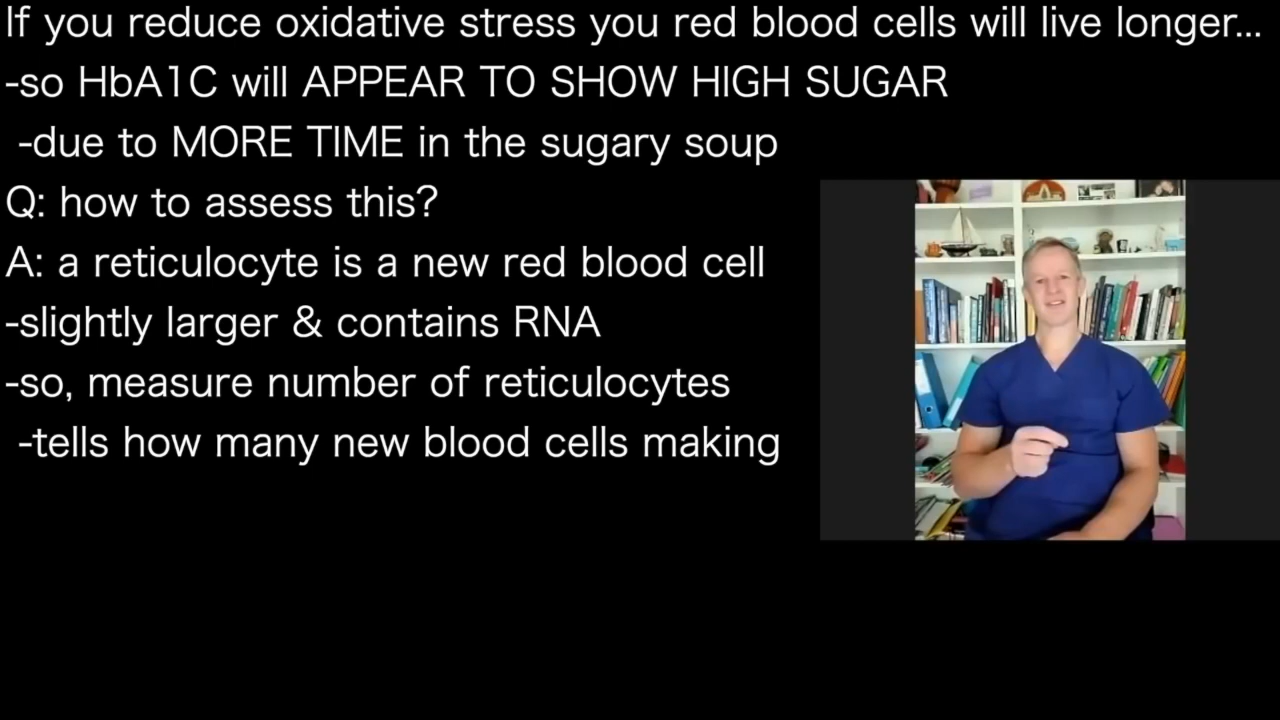 If you reduce oxidative stress you red blood cells will live longer...
-so HbA1C will APPEAR TO SHOW HIGH SUGAR
-due to MORE TIME in the sugary soup
Q: how to assess this?
A: a reticulocyte is a new red blood cell
-slightly larger & contains RNA
-so, measure number of reticulocytes
-tells how many new blood cells making